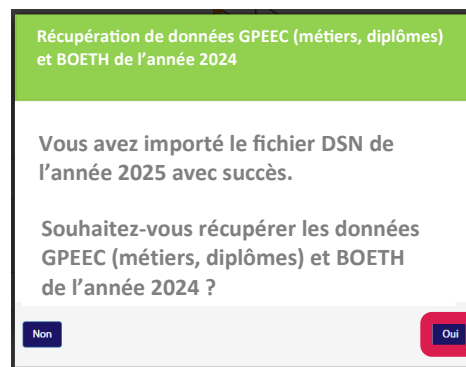 Récupération de données GPEEC (métiers, diplômes)
et BOETH de l’année 2024
Vous avez importé le fichier DSN de
l’année 2025 avec succès.
Souhaitez-vous récupérer les données
GPEEC (métiers, diplômes) et BOETH
de l’année 2024 ?
Non
Oui